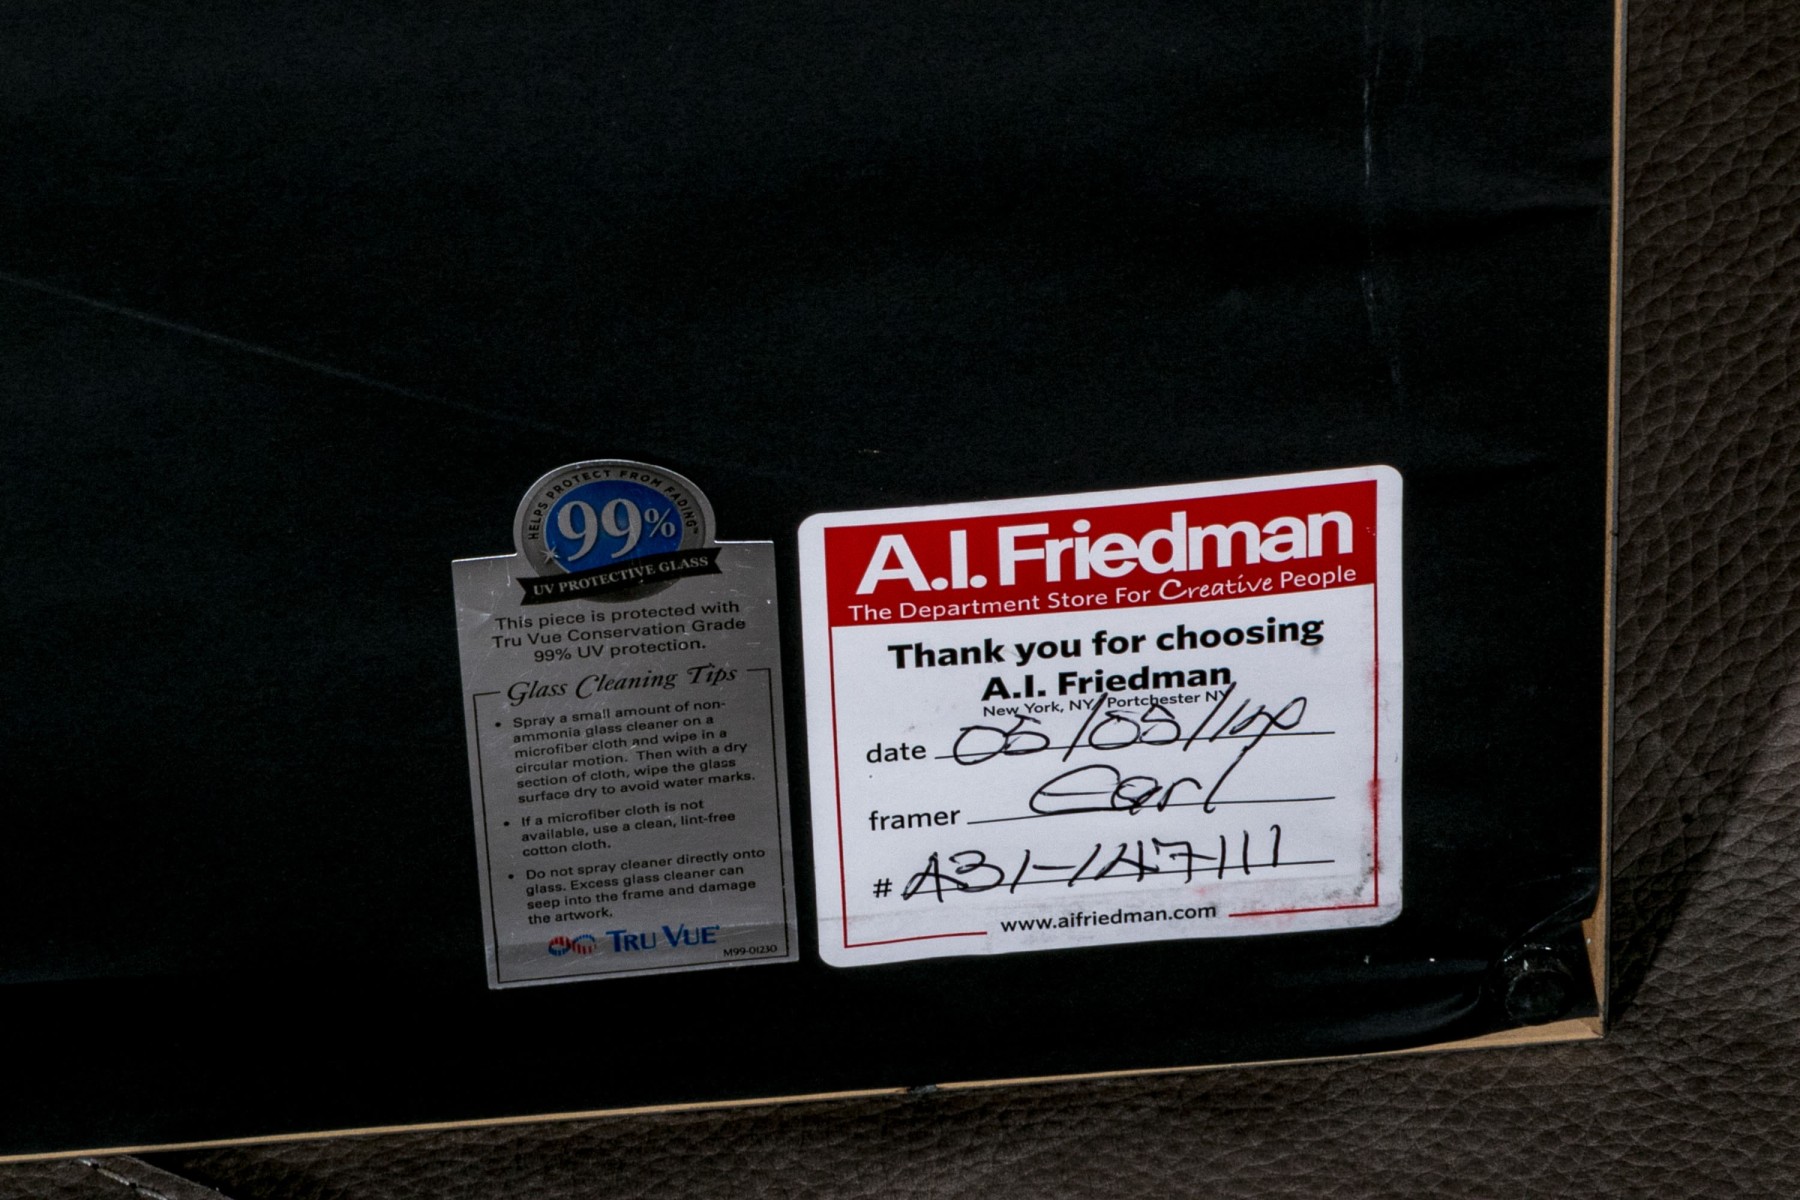 HELPS PROTECT FROM FADING™
99%
UV PROTECTIVE GLASS
This piece is protected with
Tru Vue Conservation Grade
99% UV protection.
Glass Cleaning Tips
• Spray a small amount of non-
ammonia glass cleaner on a
microfiber cloth and wipe in a
circular motion. Then with a dry
section of cloth, wipe the glass
surface dry to avoid water marks.
• If a microfiber cloth is not
available, use a clean, lint-free
cotton cloth.
• Do not spray cleaner directly onto
glass. Excess glass cleaner can
seep into the frame and damage
the artwork.
TRU VUE
M99-01230
A.I. Friedman
The Department Store For Creative People
Thank you for choosing
A.I. Friedman
New York, NY Portchester NY
date
framer Earl
# A31-147111
www.aifriedman.com